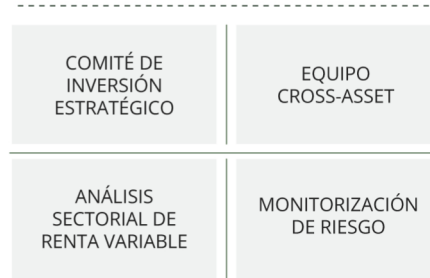 COMITÉ DE
INVERSIÓN
ESTRATÉGICO
EQUIPO
CROSS-ASSET
ANÁLISIS
SECTORIAL DE
RENTA VARIABLE
MONITORIZACIÓN
DE RIESGO